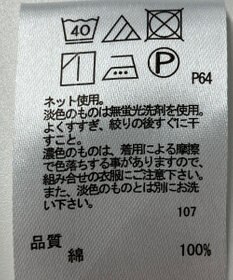 40
P
P64
ネット使用。
淡色のものは無蛍光洗剤を使用。
よくすすぎ、絞りの後すぐに干
すこと。
濃色のものは、着用による摩擦
で色落ちする事がありますので、
組み合せの衣服にご注意下さい。
また、淡色のものとは別にお洗
い下さい。
107
品質
綿 100%